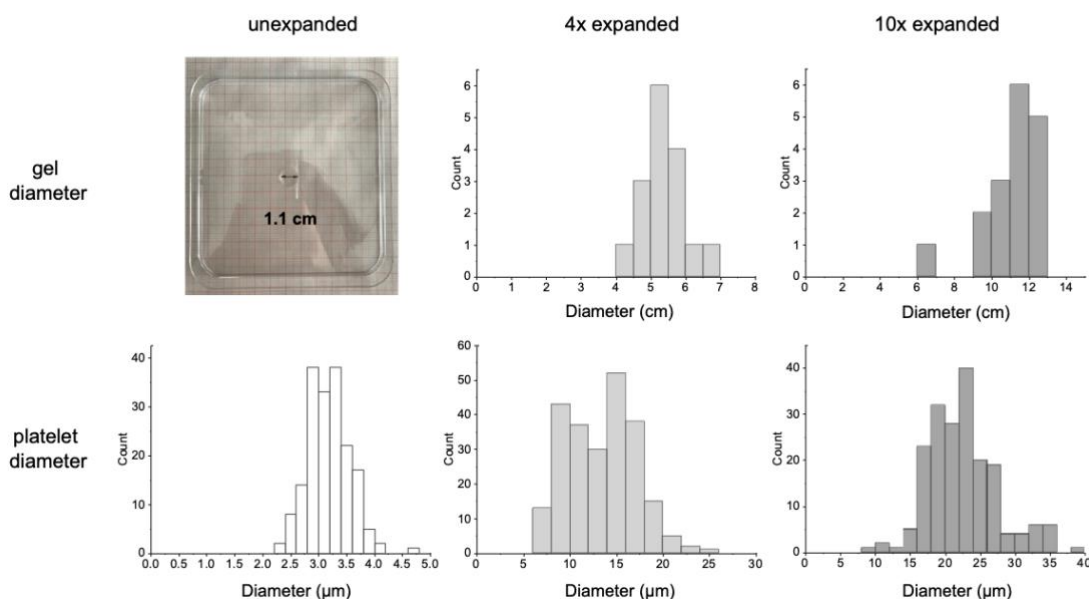 unexpanded 4x expanded 10x expanded
gel
diameter
1.1 cm
Count
6
5
4
3
2
1
0
0 1 2 3 4 5 6 7 8
Diameter (cm)
Count
6
5
4
3
2
1
0
0 2 4 6 8 10 12 14
Diameter (cm)
platelet
diameter
Count
40
30
20
10
0
0.0 0.5 1.0 1.5 2.0 2.5 3.0 3.5 4.0 4.5 5.0
Diameter (µm)
Count
60
50
40
30
20
10
0
0 5 10 15 20 25 30
Diameter (µm)
Count
40
30
20
10
0
0 5 10 15 20 25 30 35 40
Diameter (µm)